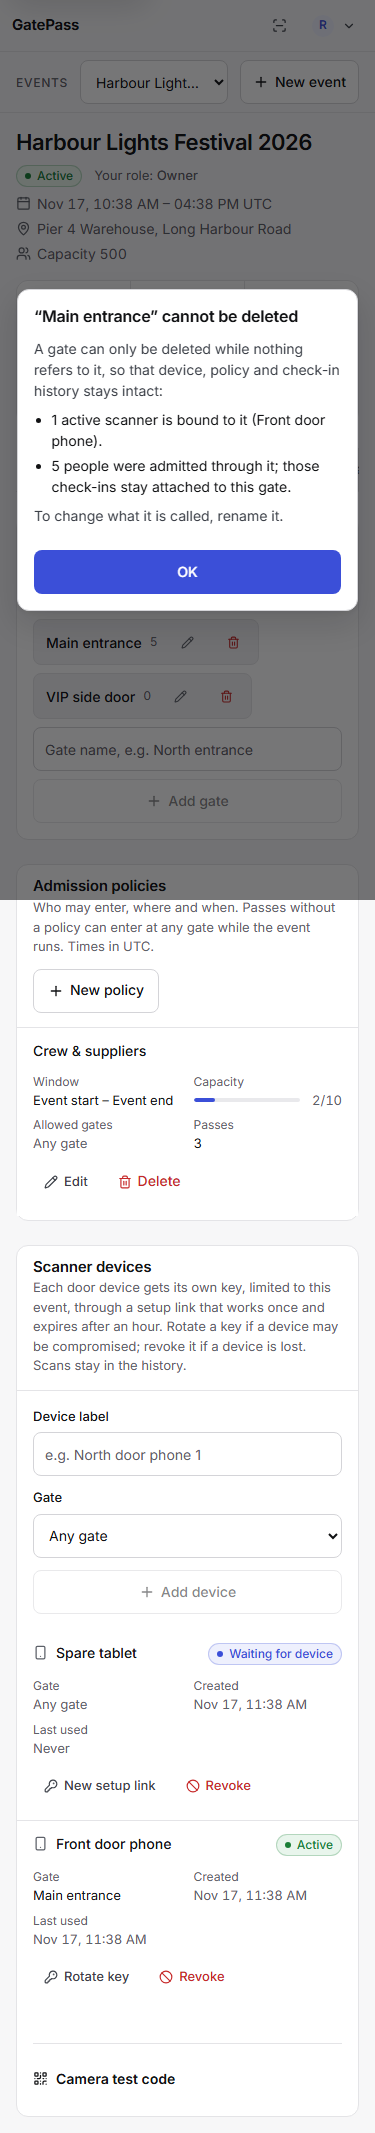 GatePass
R
EVENTS
Harbour Light...
+ New event
Harbour Lights Festival 2026
Active
Your role: Owner
Nov 17, 10:38 AM – 04:38 PM UTC
Pier 4 Warehouse, Long Harbour Road
Capacity 500
“Main entrance” cannot be deleted
A gate can only be deleted while nothing
refers to it, so that device, policy and check-in
history stays intact:
• 1 active scanner is bound to it (Front door
phone).
• 5 people were admitted through it; those
check-ins stay attached to this gate.
To change what it is called, rename it.
OK
Main entrance 5
VIP side door 0
Gate name, e.g. North entrance
+ Add gate
Admission policies
Who may enter, where and when. Passes without
a policy can enter at any gate while the event
runs. Times in UTC.
+ New policy
Crew & suppliers
Window
Capacity
Event start – Event end
2/10
Allowed gates
Passes
Any gate
3
Edit
Delete
Scanner devices
Each door device gets its own key, limited to this
event, through a setup link that works once and
expires after an hour. Rotate a key if a device may
be compromised; revoke it if a device is lost.
Scans stay in the history.
Device label
e.g. North door phone 1
Gate
Any gate
+ Add device
Spare tablet
Waiting for device
Gate
Created
Any gate
Nov 17, 11:38 AM
Last used
Never
New setup link
Revoke
Front door phone
Active
Gate
Created
Main entrance
Nov 17, 11:38 AM
Last used
Nov 17, 11:38 AM
Rotate key
Revoke
Camera test code